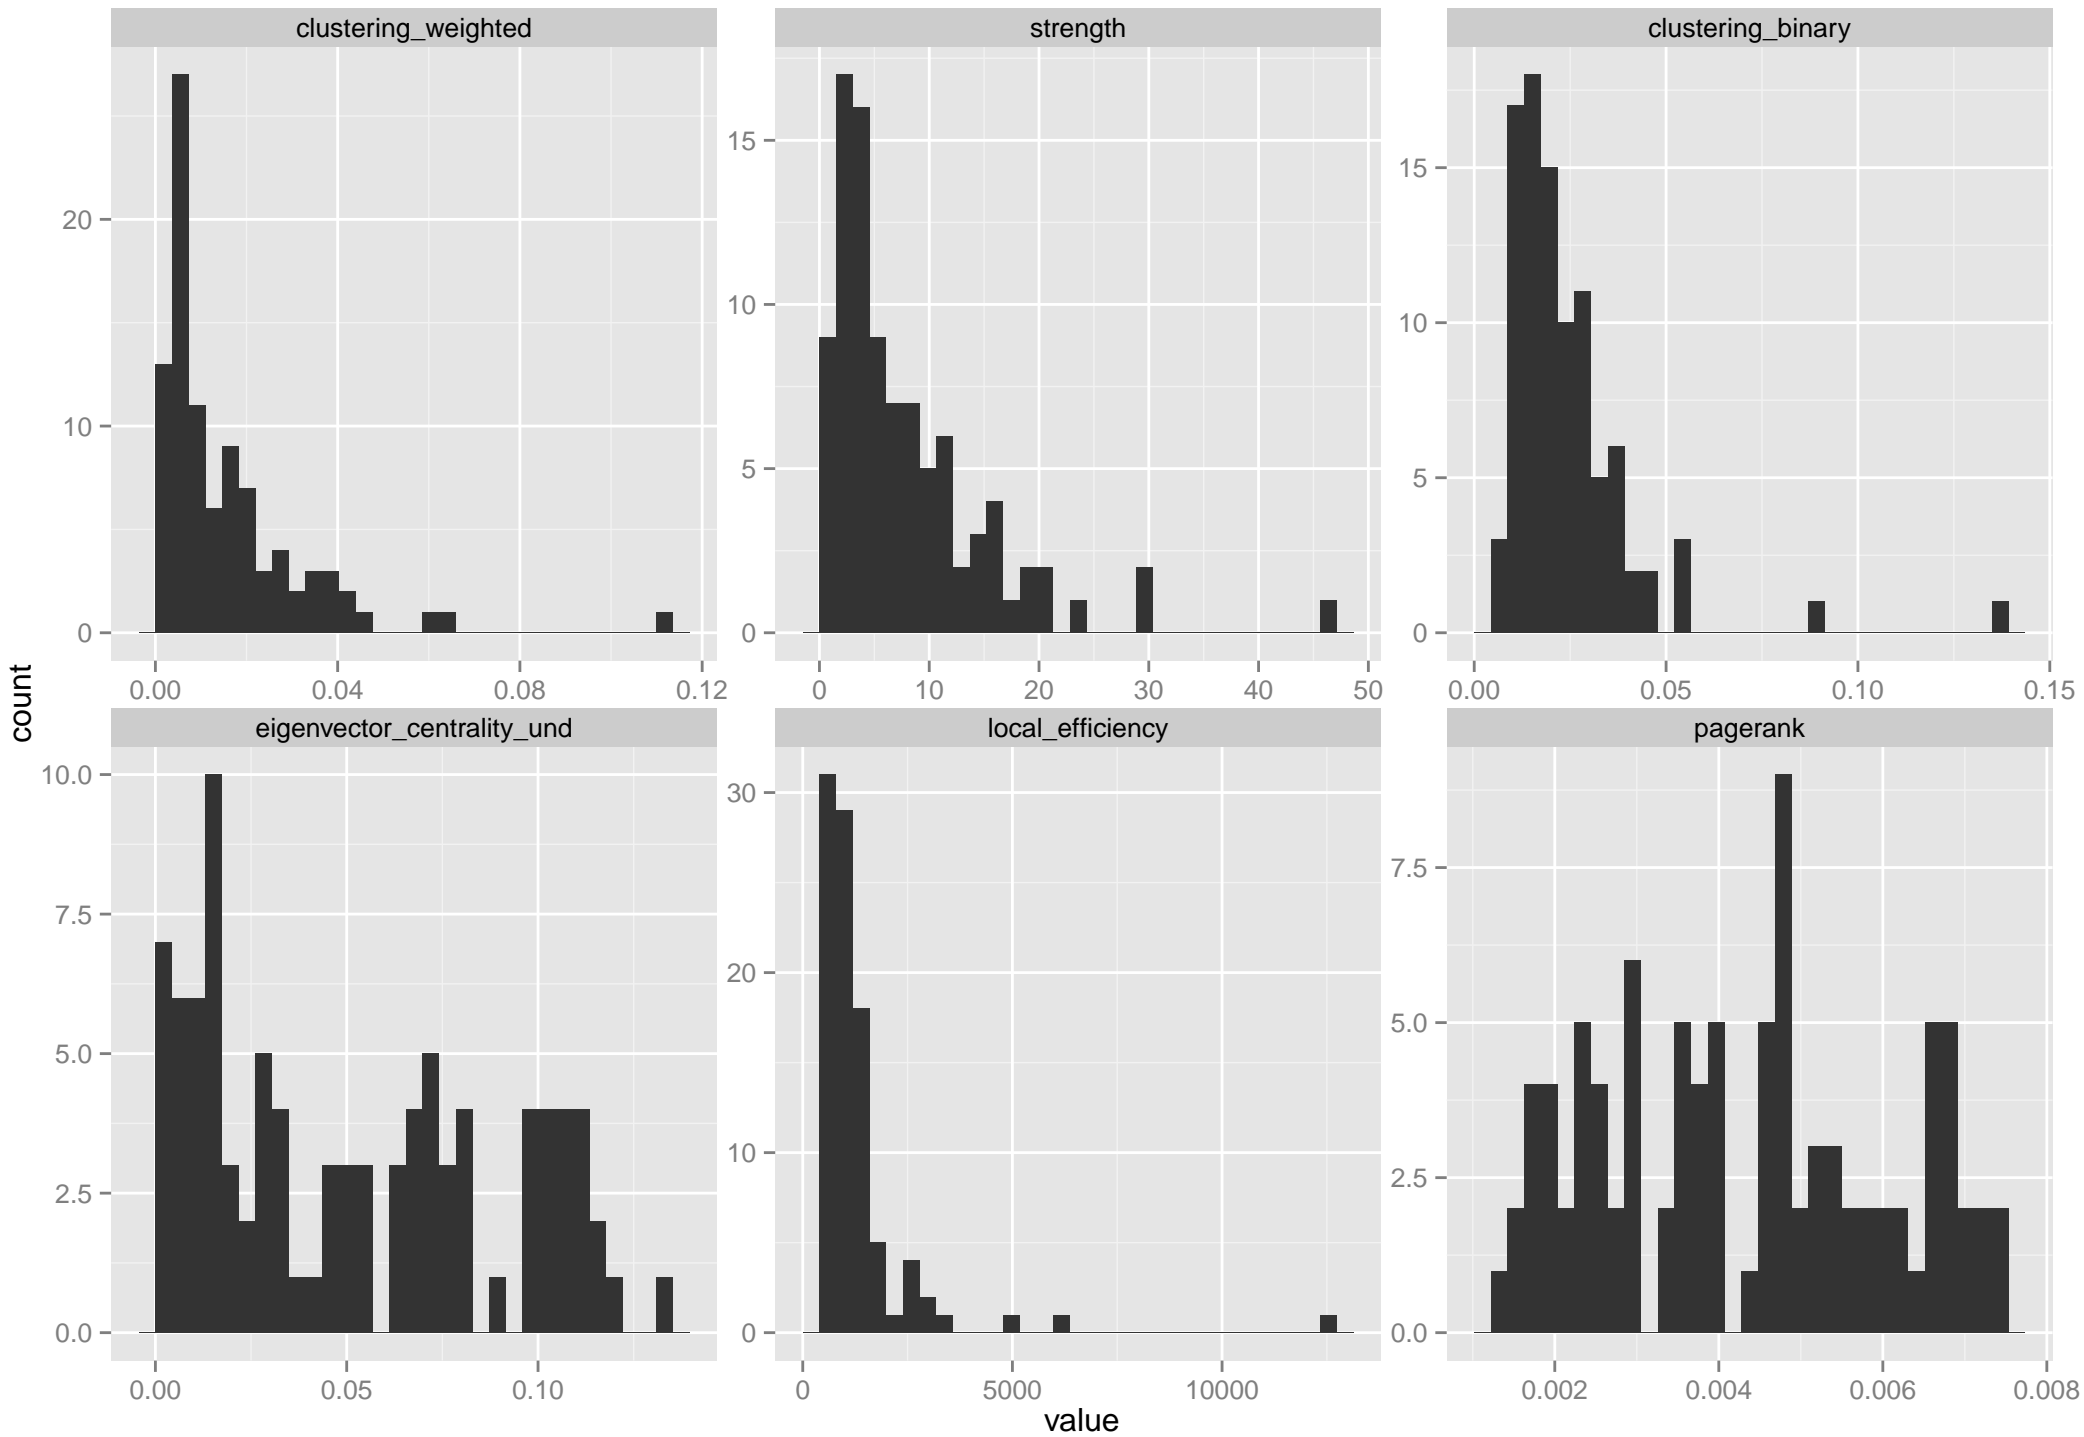 clustering_weighted
strength
clustering_binary
20
10
0
15
10
5
0
15
10
5
0
0.00 0.04 0.08 0.12
0 10 20 30 40 50
0.00 0.05 0.10 0.15
count
eigenvector_centrality_und
local_efficiency
pagerank
10.0
7.5
5.0
2.5
0.0
30
20
10
0
7.5
5.0
2.5
0.0
0.00 0.05 0.10
0 5000 10000
0.002 0.004 0.006 0.008
value